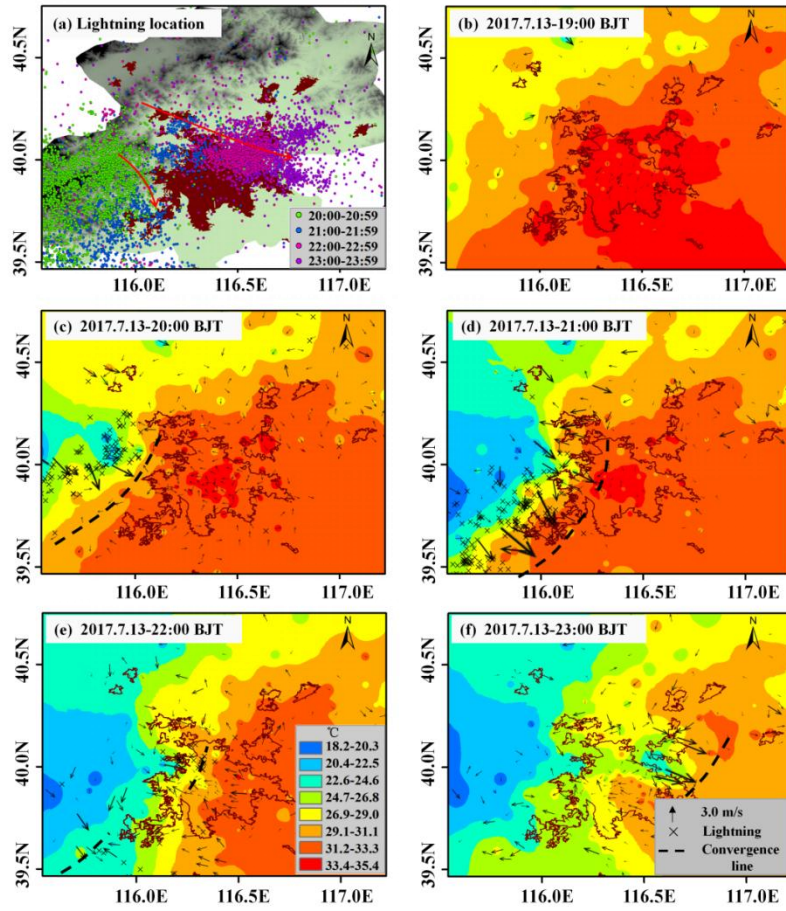 (a) Lightning location
N
40.5N
40.0N
39.5N
116.0E 116.5E 117.0E
20:00-20:59
21:00-21:59
22:00-22:59
23:00-23:59
(b) 2017.7.13-19:00 BJT
N
40.5N
40.0N
39.5N
116.0E 116.5E 117.0E
(c) 2017.7.13-20:00 BJT
N
40.5N
40.0N
39.5N
116.0E 116.5E 117.0E
(d) 2017.7.13-21:00 BJT
N
40.5N
40.0N
39.5N
116.0E 116.5E 117.0E
(e) 2017.7.13-22:00 BJT
N
40.5N
40.0N
39.5N
116.0E 116.5E 117.0E
°C
18.2-20.3
20.4-22.5
22.6-24.6
24.7-26.8
26.9-29.0
29.1-31.1
31.2-33.3
33.4-35.4
(f) 2017.7.13-23:00 BJT
N
40.5N
40.0N
39.5N
116.0E 116.5E 117.0E
3.0 m/s
Lightning
Convergence
line